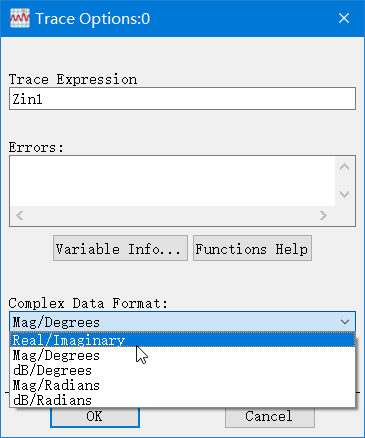 Trace Options:0
Trace Expression
Zin1
Errors:
Variable Info...
Functions Help
Complex Data Format:
Mag/Degrees
Real/Imaginary
Mag/Degrees
dB/Degrees
Mag/Radians
dB/Radians
OK
Cancel